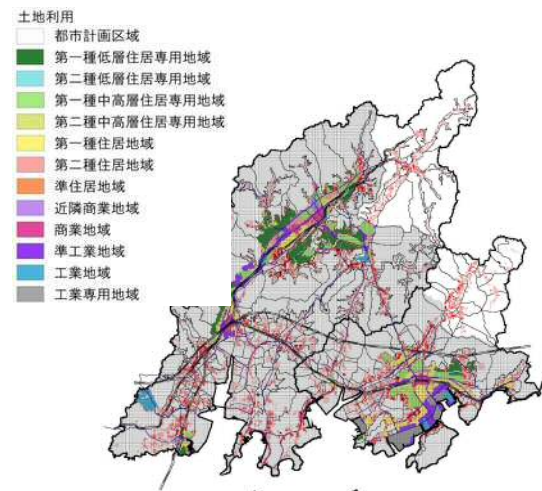 土地利用
都市計画区域
第一種低層住居専用地域
第二種低層住居専用地域
第一種中高層住居専用地域
第二種中高層住居専用地域
第一種住居地域
第二種住居地域
準住居地域
近隣商業地域
商業地域
準工業地域
工業地域
工業専用地域